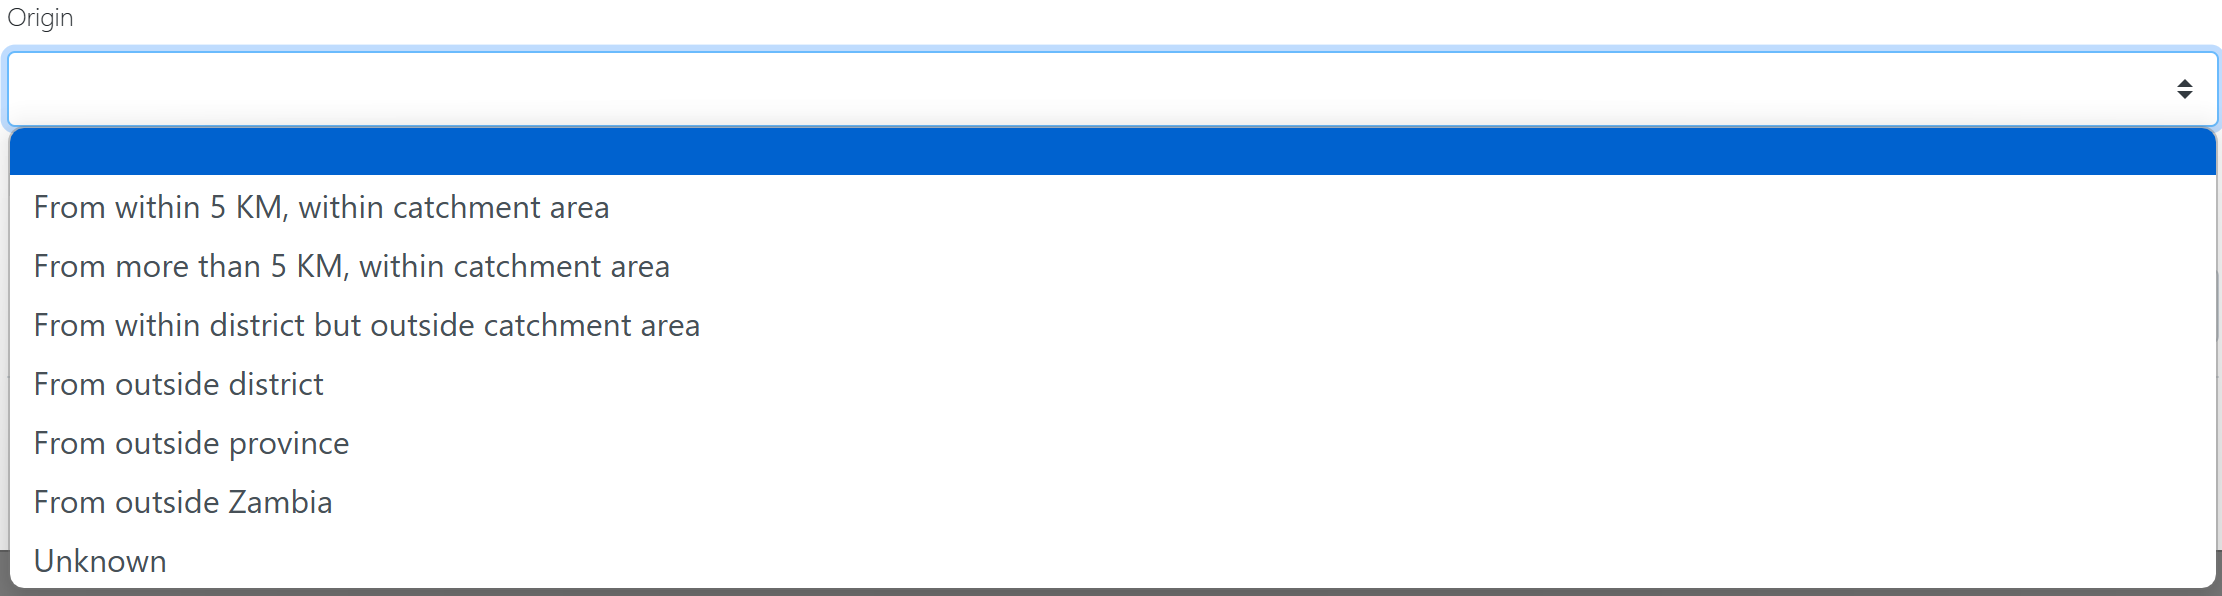 Origin
From within 5 KM, within catchment area
From more than 5 KM, within catchment area
From within district but outside catchment area
From outside district
From outside province
From outside Zambia
Unknown